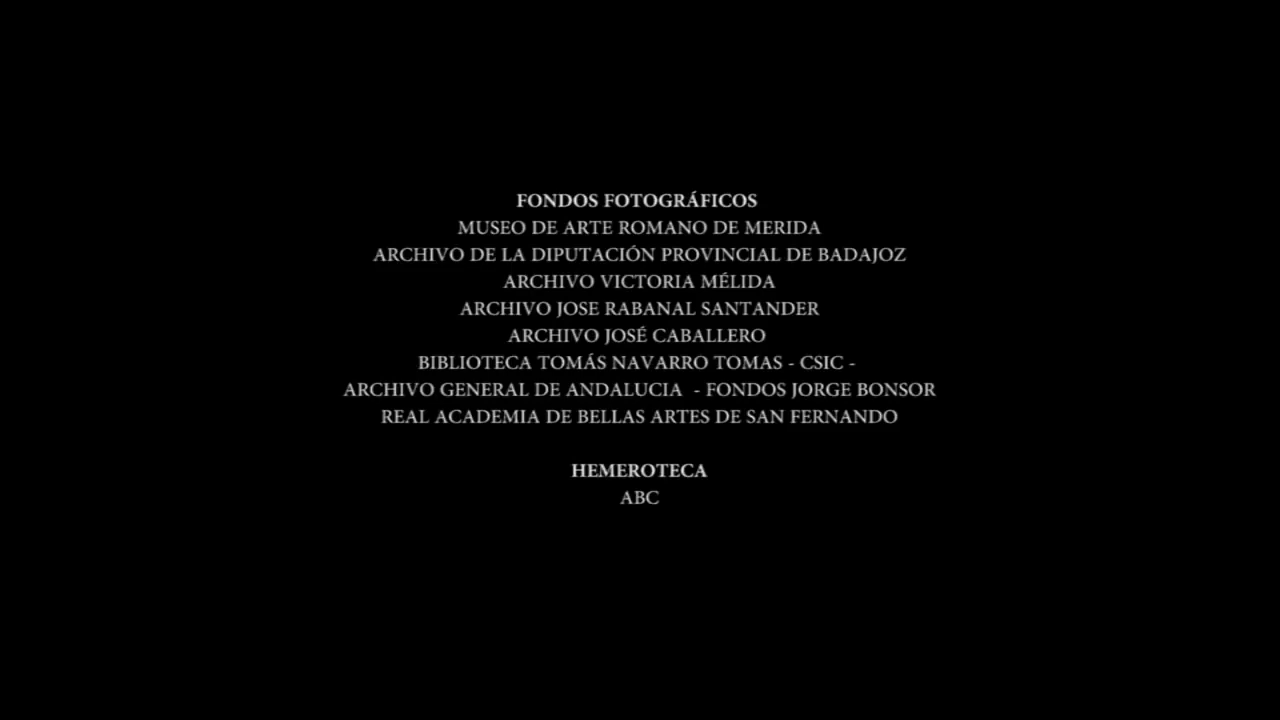 FONDOS FOTOGRÁFICOS
MUSEO DE ARTE ROMANO DE MERIDA
ARCHIVO DE LA DIPUTACIÓN PROVINCIAL DE BADAJOZ
ARCHIVO VICTORIA MÉLIDA
ARCHIVO JOSE RABANAL SANTANDER
ARCHIVO JOSÉ CABALLERO
BIBLIOTECA TOMÁS NAVARRO TOMAS - CSIC -
ARCHIVO GENERAL DE ANDALUCIA  - FONDOS JORGE BONSOR
REAL ACADEMIA DE BELLAS ARTES DE SAN FERNANDO
HEMEROTECA
ABC